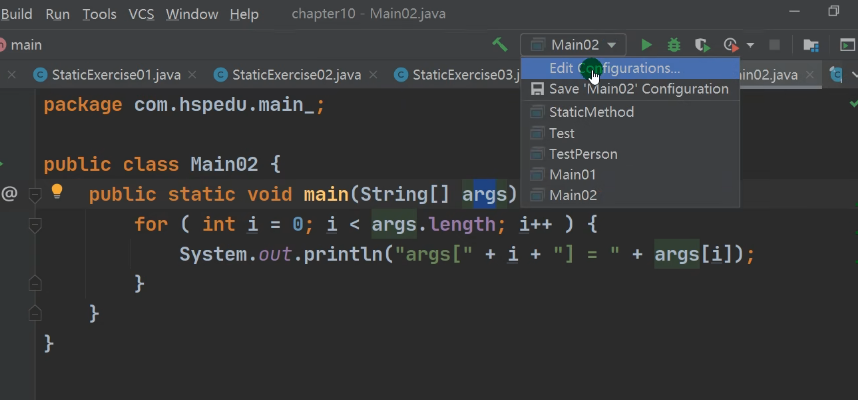 Build Run Tools VCS Window Help chapter10 - Main02.java
main Main02
StaticExercise01.java StaticExercise02.java StaticExercise03.j in02.java
Edit Configurations...
Save 'Main02' Configuration
StaticMethod
Test
TestPerson
Main01
Main02
package com.hspedu.main_;
public class Main02 {
@ public static void main(String[] args)
for ( int i = 0; i < args.length; i++ ) {
System.out.println("args[" + i + "] = " + args[i]);
}
}
}